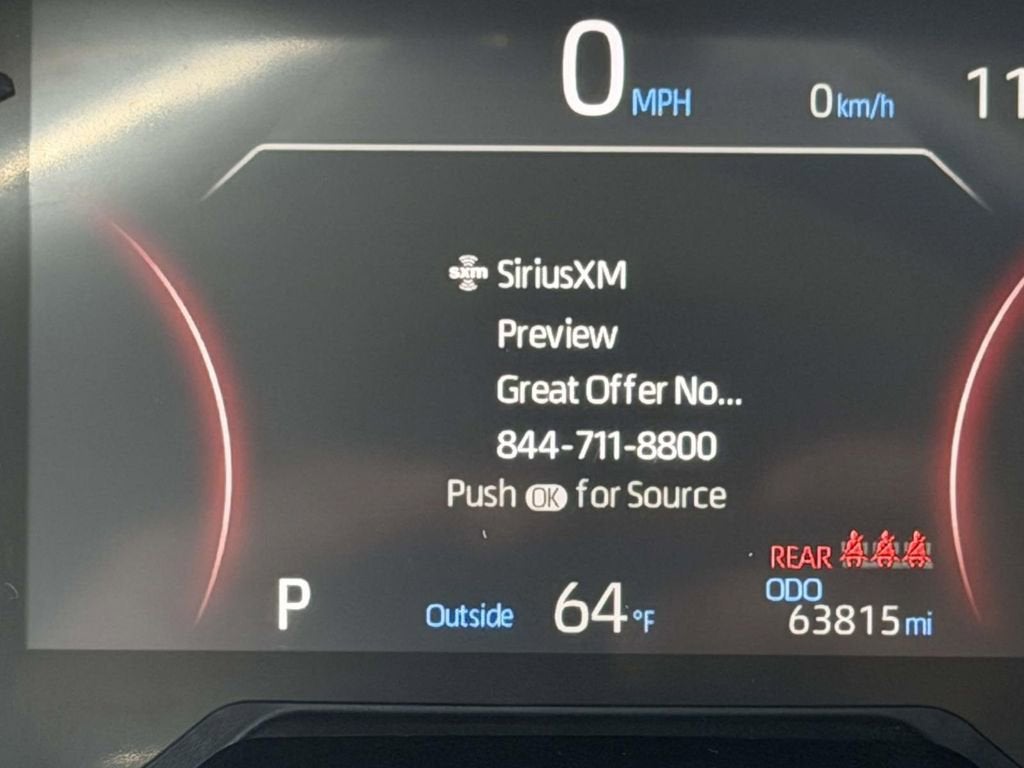 0 MPH 0 km/h 11
sxm SiriusXM
Preview
Great Offer No...
844-711-8800
Push OK for Source
REAR
ODO
P Outside 64 °F 63815 mi